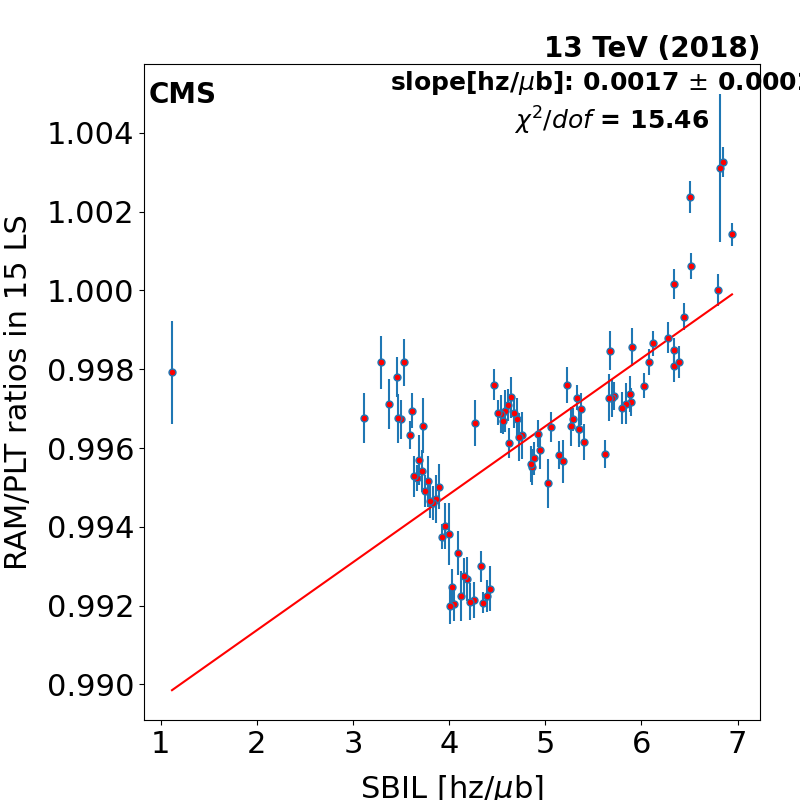 13 TeV (2018)
CMS
slope[hz/μb]: 0.0017 ± 0.000
χ²/dof = 15.46
RAM/PLT ratios in 15 LS
1.004
1.002
1.000
0.998
0.996
0.994
0.992
0.990
1 2 3 4 5 6 7
SBIL [hz/μb]